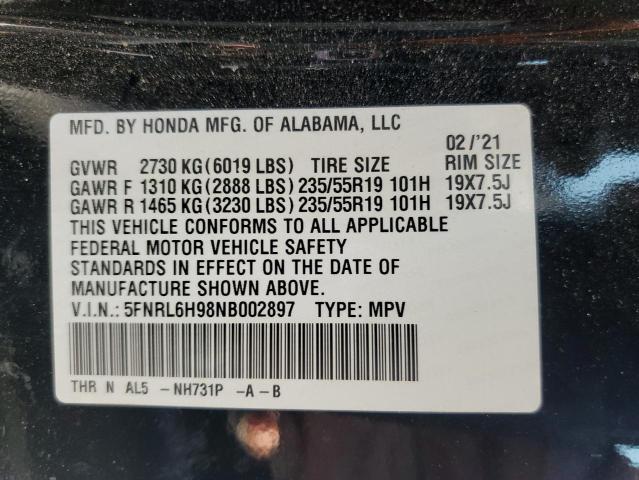 MFD. BY HONDA MFG. OF ALABAMA, LLC
02 /'21
GVWR 2730 KG (6019 LBS) TIRE SIZE RIM SIZE
GAWR F 1310 KG (2888 LBS) 235/55R19 101H 19X7.5J
GAWR R 1465 KG (3230 LBS) 235/55R19 101H 19X7.5J
THIS VEHICLE CONFORMS TO ALL APPLICABLE
FEDERAL MOTOR VEHICLE SAFETY
STANDARDS IN EFFECT ON THE DATE OF
MANUFACTURE SHOWN ABOVE.
V.I.N.: 5FNRL6H98NB002897 TYPE: MPV
THR N AL5 -NH731P -A-B